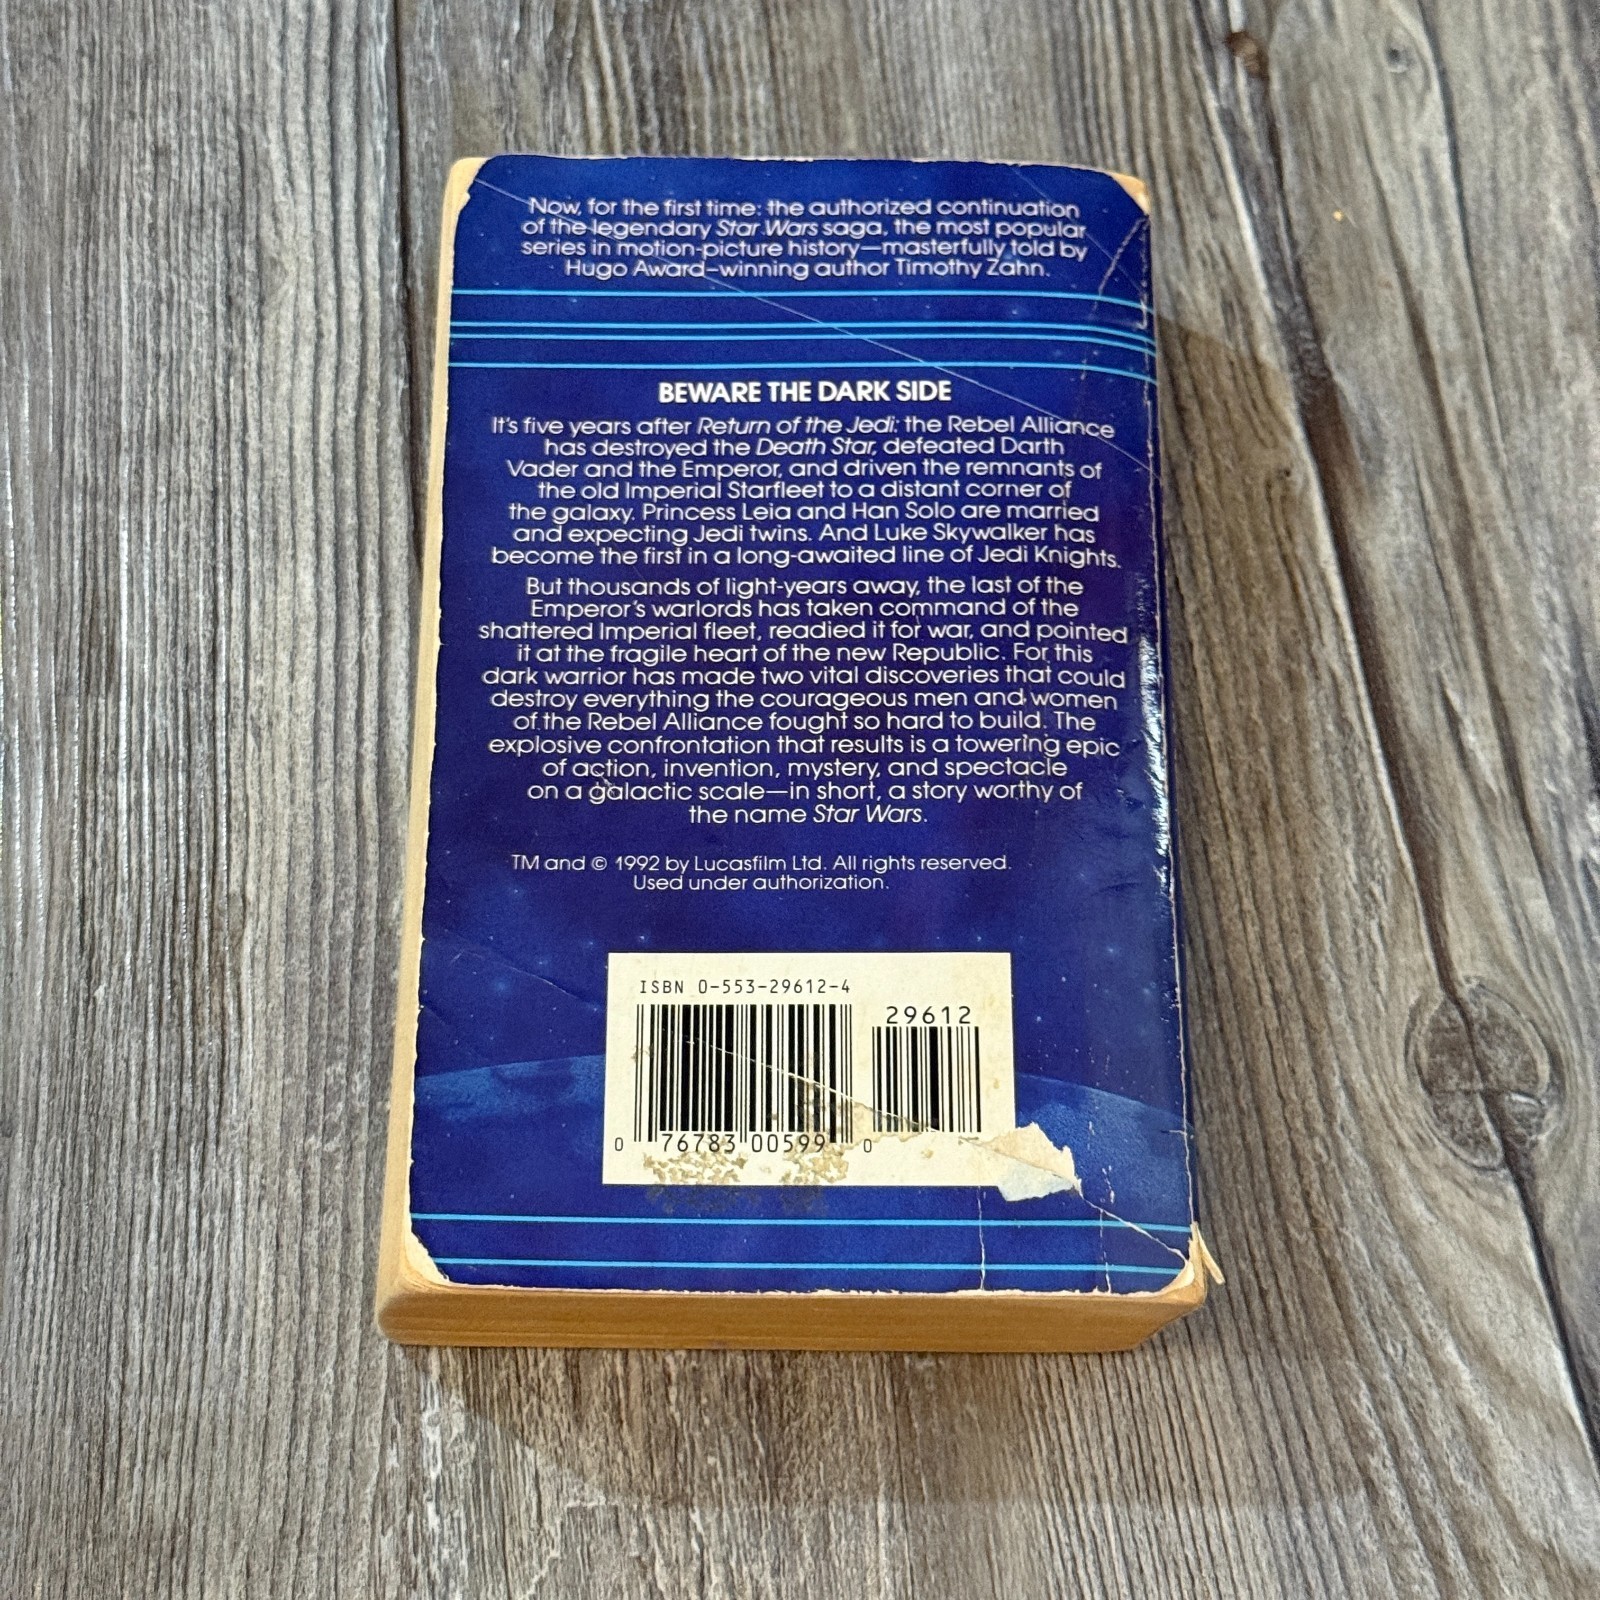 Now, for the first time: the authorized continuation
of the legendary Star Wars saga, the most popular
series in motion-picture history—masterfully told by
Hugo Award–winning author Timothy Zahn.
BEWARE THE DARK SIDE
It's five years after Return of the Jedi: the Rebel Alliance
has destroyed the Death Star, defeated Darth
Vader and the Emperor, and driven the remnants of
the old Imperial Starfleet to a distant corner of
the galaxy. Princess Leia and Han Solo are married
and expecting Jedi twins. And Luke Skywalker has
become the first in a long-awaited line of Jedi Knights.
But thousands of light-years away, the last of the
Emperor's warlords has taken command of the
shattered Imperial fleet, readied it for war, and pointed
it at the fragile heart of the new Republic. For this
dark warrior has made two vital discoveries that could
destroy everything the courageous men and women
of the Rebel Alliance fought so hard to build. The
explosive confrontation that results is a towering epic
of action, invention, mystery, and spectacle
on a galactic scale—in short, a story worthy of
the name Star Wars.
TM and © 1992 by Lucasfilm Ltd. All rights reserved.
Used under authorization.
ISBN 0-553-29612-4
29612
0 76783 00599 0